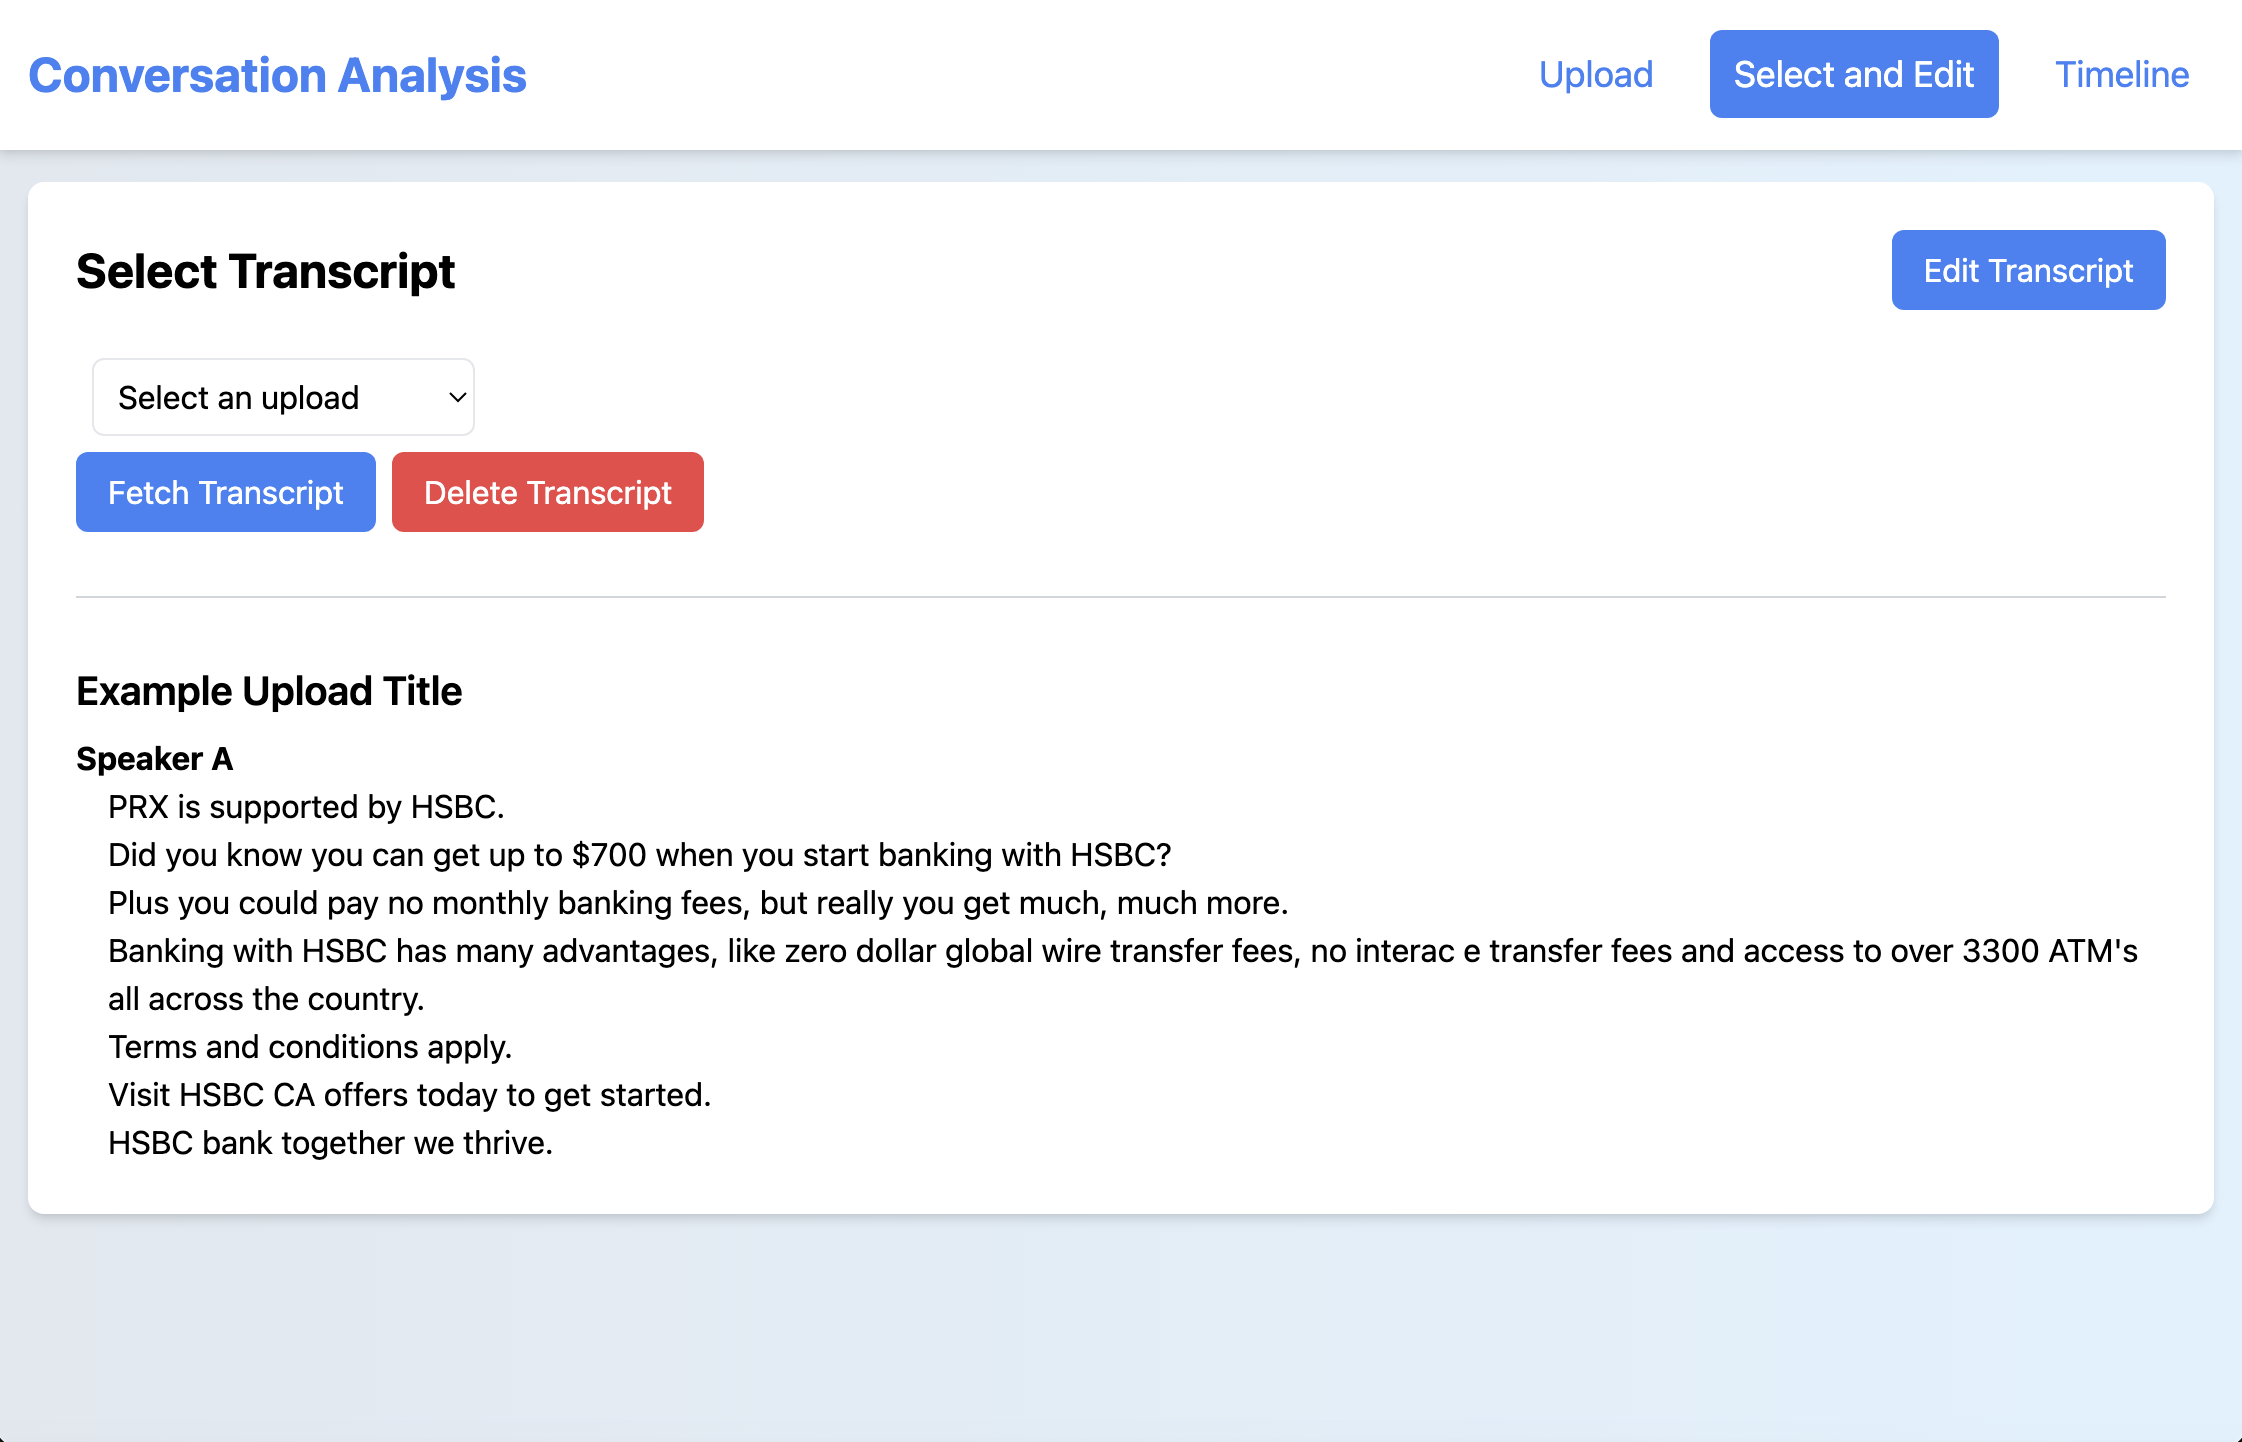 Conversation Analysis
Upload
Select and Edit
Timeline
Select Transcript
Edit Transcript
Select an upload
Fetch Transcript
Delete Transcript
Example Upload Title
Speaker A
PRX is supported by HSBC.
Did you know you can get up to $700 when you start banking with HSBC?
Plus you could pay no monthly banking fees, but really you get much, much more.
Banking with HSBC has many advantages, like zero dollar global wire transfer fees, no interac e transfer fees and access to over 3300 ATM's
all across the country.
Terms and conditions apply.
Visit HSBC CA offers today to get started.
HSBC bank together we thrive.